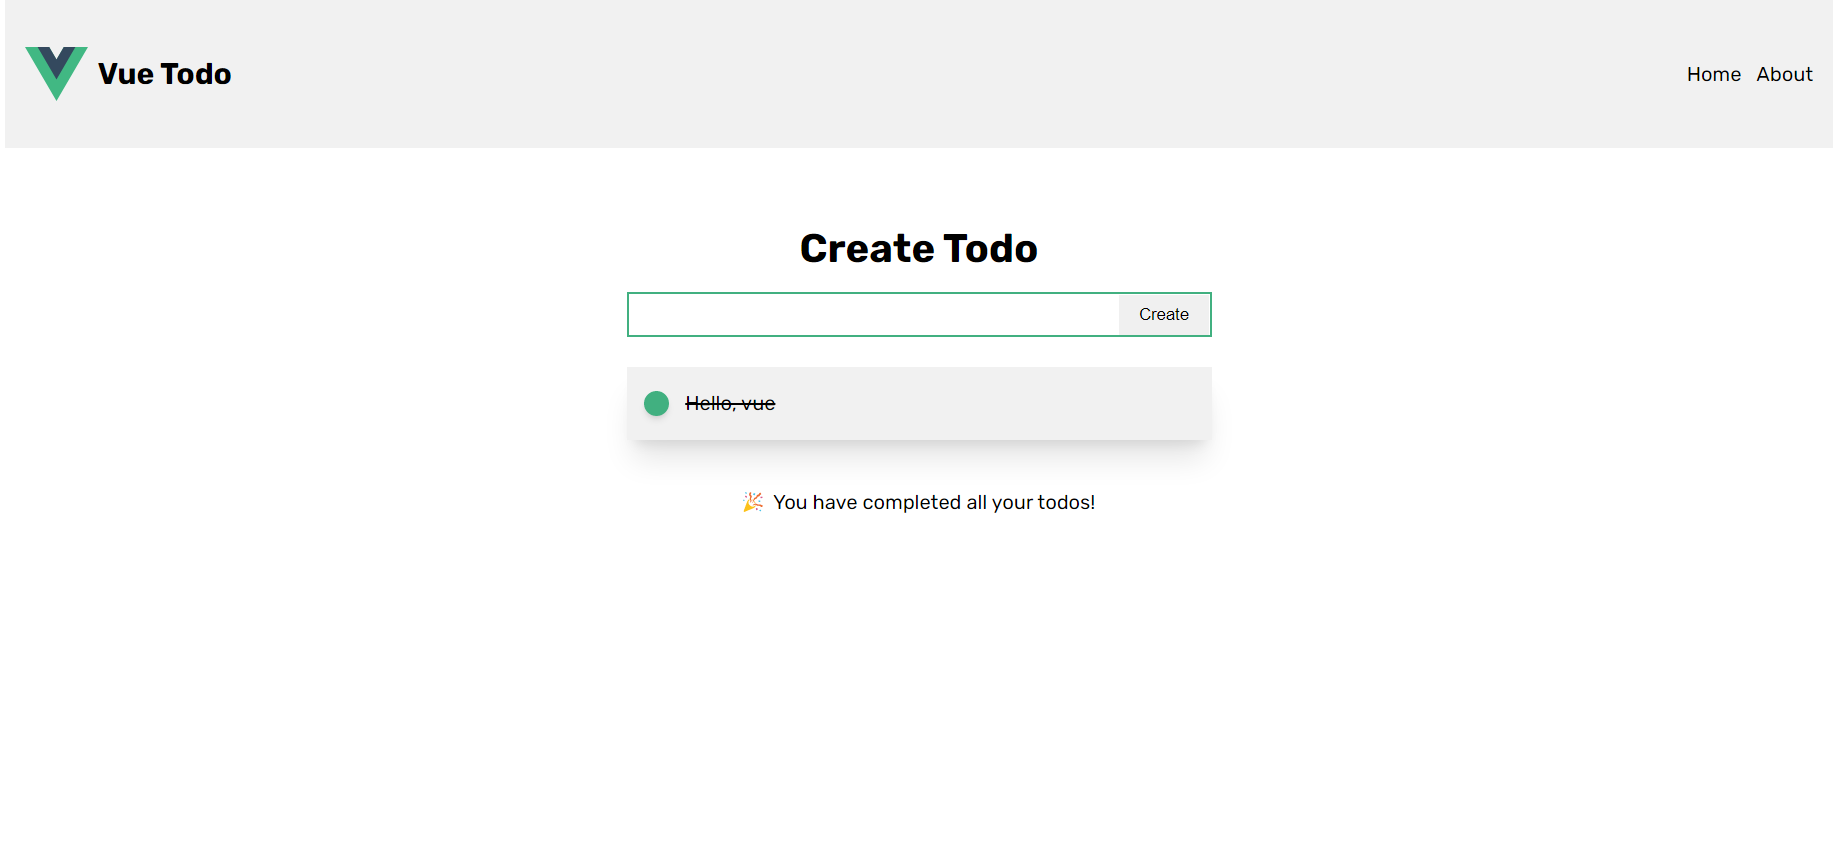 Vue Todo
Home About
Create Todo
Create
Hello, vue
🎉 You have completed all your todos!